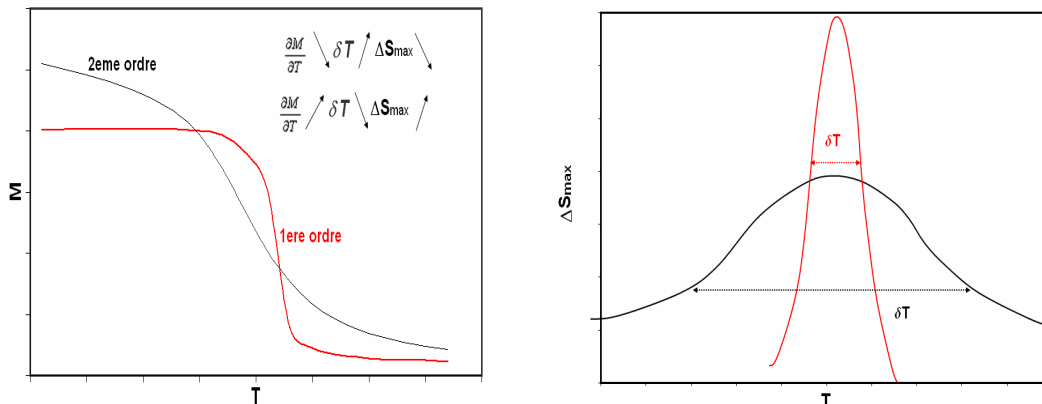 ∂M/∂T ↘ δT ↗ ΔSmax ↘
2eme ordre
∂M/∂T ↗ δT ↘ ΔSmax ↗
M
1ere ordre
T
δT
ΔSmax
δT
T